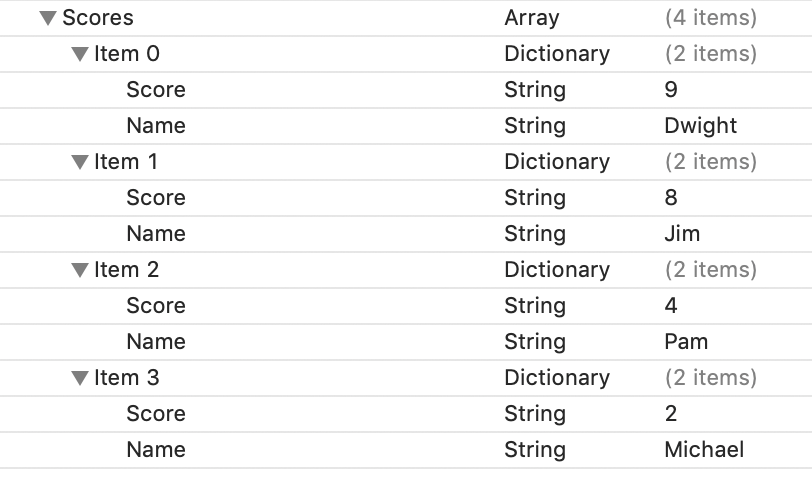 Scores Array (4 items)
Item 0 Dictionary (2 items)
Score String 9
Name String Dwight
Item 1 Dictionary (2 items)
Score String 8
Name String Jim
Item 2 Dictionary (2 items)
Score String 4
Name String Pam
Item 3 Dictionary (2 items)
Score String 2
Name String Michael